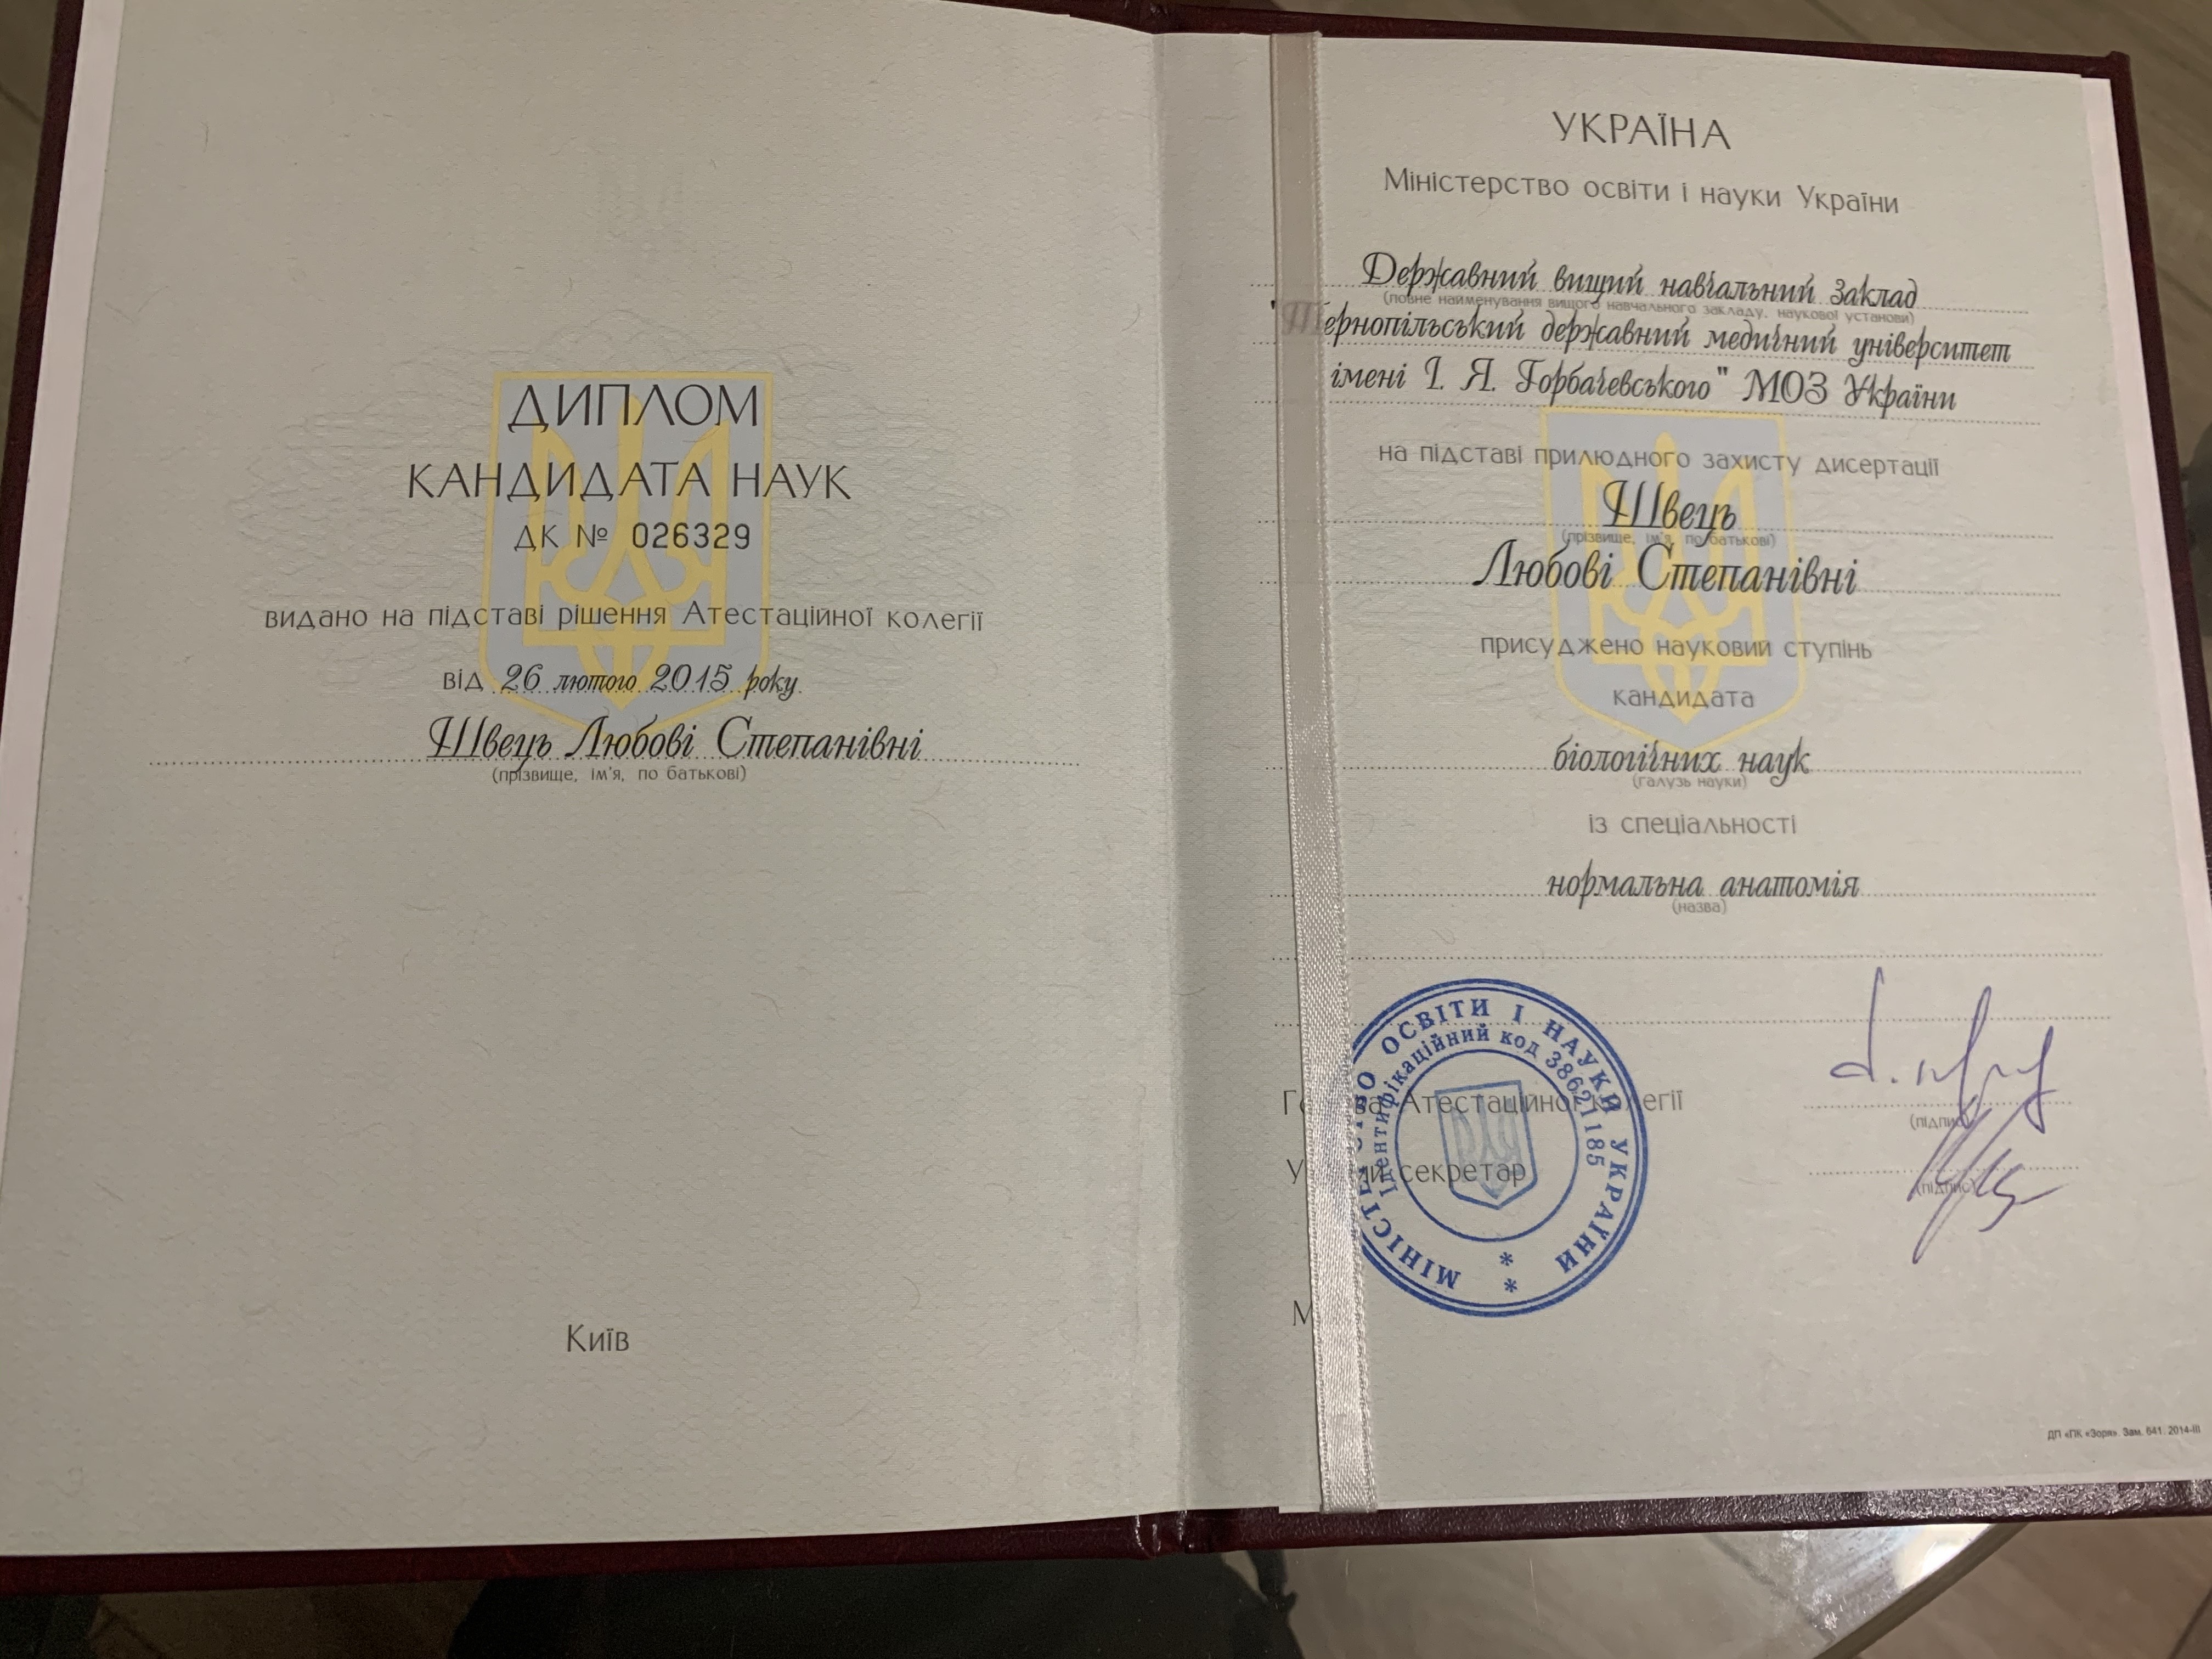 ДИПЛОМ
КАНДИДАТА НАУК
ДК № 026329
видано на підставі рішення Атестаційної колегії
від 26 лютого 2015 року
Швець Любові Степанівні
(прізвище, ім'я, по батькові)
Київ
УКРАЇНА
Міністерство освіти і науки України
Державний вищий навчальний заклад
(повне найменування вищого навчального закладу, наукової установи)
"Тернопільський державний медичний університет
імені І. Я. Горбачевського" МОЗ України
на підставі прилюдного захисту дисертації
Швець
(прізвище, ім'я, по батькові)
Любові Степанівні
присуджено науковий ступінь
кандидата
біологічних наук
(галузь науки)
із спеціальності
нормальна анатомія
(назва)
Атестаційної колегії
(підпис)
секретар
(підпис)
МІНІСТЕРСТВО ОСВІТИ І НАУКИ УКРАЇНИ
Ідентифікаційний код 38621185
* *
ДП «ПК «Зоря». Зам. 641. 2014-III